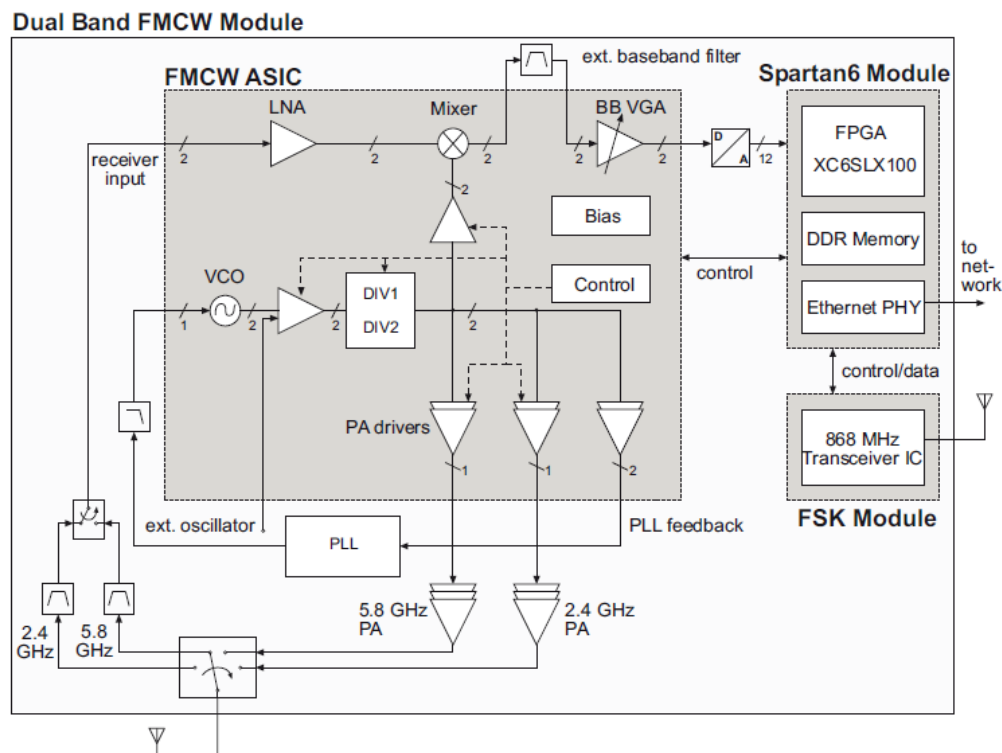 Dual Band FMCW Module
ext. baseband filter
FMCW ASIC
Spartan6 Module
LNA
Mixer
BB VGA
FPGA
XC6SLX100
D
A
2
2
2
2
2
12
receiver
input
2
Bias
DDR Memory
to
net-
work
control
VCO
Control
DIV1
DIV2
Ethernet PHY
1
2
2
2
control/data
PA drivers
868 MHz
Transceiver IC
1
1
2
ext. oscillator
PLL feedback
FSK Module
PLL
5.8 GHz
PA
2.4 GHz
PA
2.4
GHz
5.8
GHz